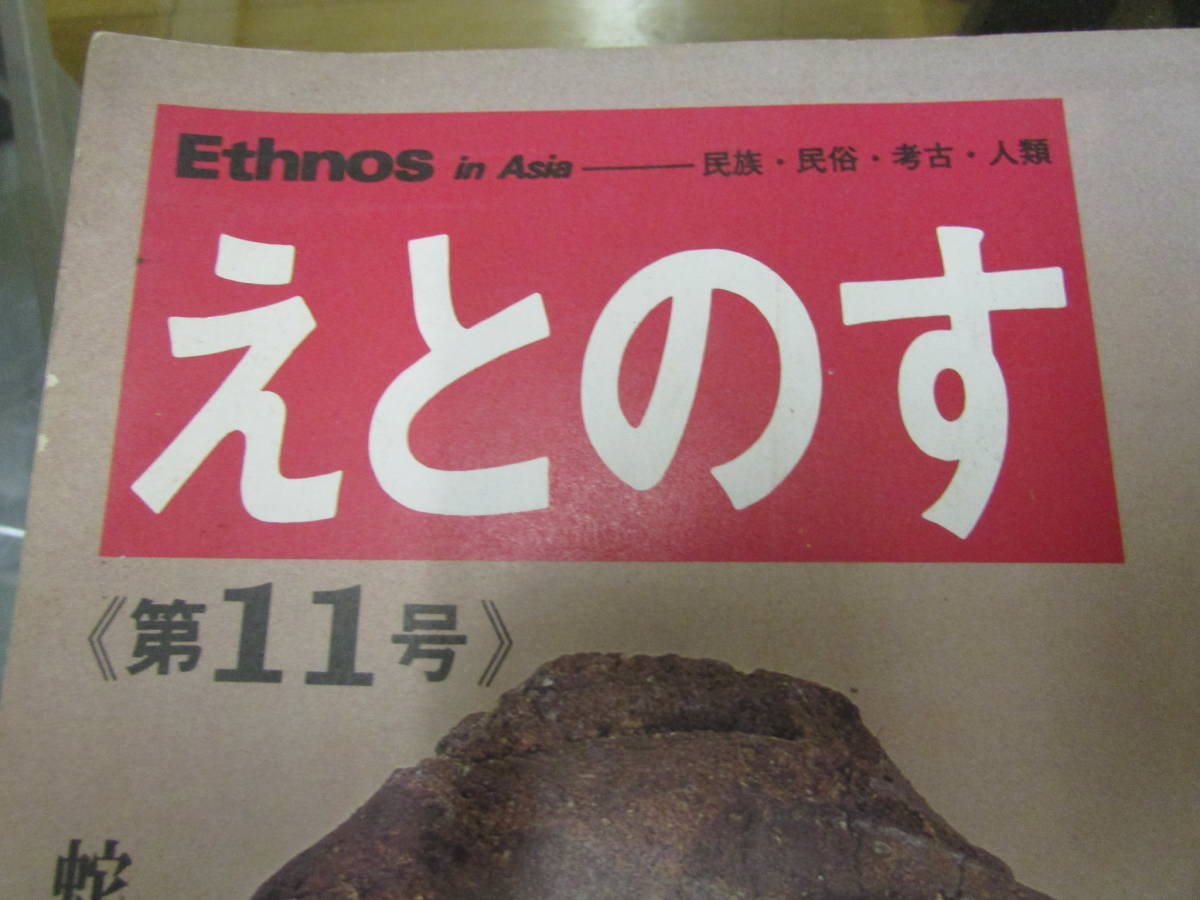 Ethnos in Asia ——— 民族・民俗・考古・人類
えとのす
《第11号》
蛇